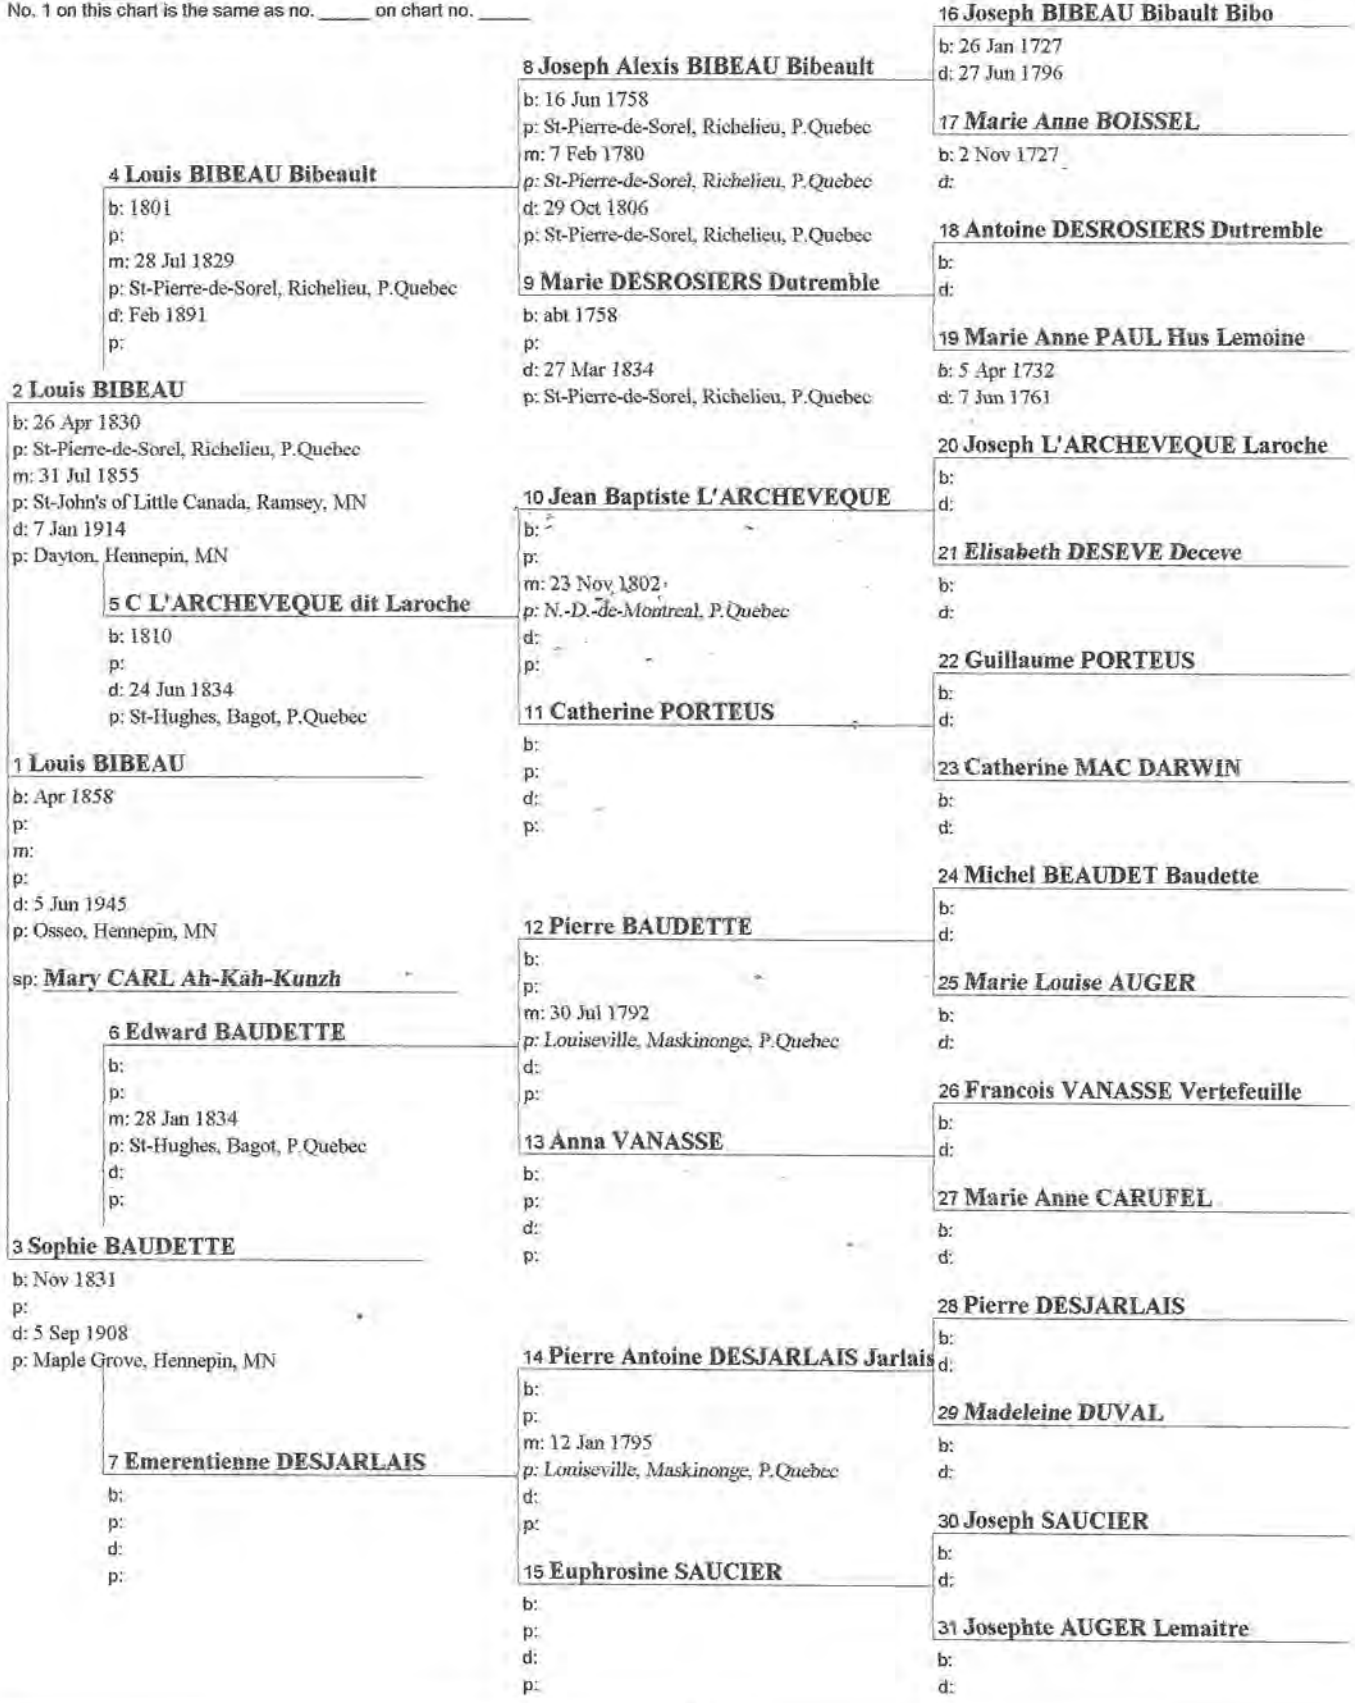 No. 1 on this chart is the same as no. _____ on chart no. _____
16 Joseph BIBEAU Bibault Bibo
b: 26 Jan 1727
d: 27 Jun 1796
8 Joseph Alexis BIBEAU Bibeault
b: 16 Jun 1758
p: St-Pierre-de-Sorel, Richelieu, P.Quebec
m: 7 Feb 1780
p: St-Pierre-de-Sorel, Richelieu, P.Quebec
d: 29 Oct 1806
p: St-Pierre-de-Sorel, Richelieu, P.Quebec
17 Marie Anne BOISSEL
b: 2 Nov 1727
d:
4 Louis BIBEAU Bibeault
b: 1801
p:
m: 28 Jul 1829
p: St-Pierre-de-Sorel, Richelieu, P.Quebec
d: Feb 1891
p:
18 Antoine DESROSIERS Dutremble
b:
d:
9 Marie DESROSIERS Dutremble
b: abt 1758
p:
d: 27 Mar 1834
p: St-Pierre-de-Sorel, Richelieu, P.Quebec
19 Marie Anne PAUL Hus Lemoine
b: 5 Apr 1732
d: 7 Jun 1761
2 Louis BIBEAU
b: 26 Apr 1830
p: St-Pierre-de-Sorel, Richelieu, P.Quebec
m: 31 Jul 1855
p: St-John's of Little Canada, Ramsey, MN
d: 7 Jan 1914
p: Dayton, Hennepin, MN
20 Joseph L'ARCHEVEQUE Laroche
b:
d:
10 Jean Baptiste L'ARCHEVEQUE
b:
p:
m: 23 Nov 1802
p: N.-D.-de-Montreal, P.Quebec
d:
p:
21 Elisabeth DESEVE Deceve
b:
d:
5 C L'ARCHEVEQUE dit Laroche
b: 1810
p:
d: 24 Jun 1834
p: St-Hughes, Bagot, P.Quebec
22 Guillaume PORTEUS
b:
d:
11 Catherine PORTEUS
b:
p:
d:
p:
23 Catherine MAC DARWIN
b:
d:
1 Louis BIBEAU
b: Apr 1858
p:
m:
p:
d: 5 Jun 1945
p: Osseo, Hennepin, MN
sp: Mary CARL Ah-Kah-Kunzh
24 Michel BEAUDET Baudette
b:
d:
12 Pierre BAUDETTE
b:
p:
m: 30 Jul 1792
p: Louiseville, Maskinonge, P.Quebec
d:
p:
25 Marie Louise AUGER
b:
d:
6 Edward BAUDETTE
b:
p:
m: 28 Jan 1834
p: St-Hughes, Bagot, P.Quebec
d:
p:
26 Francois VANASSE Vertefeuille
b:
d:
13 Anna VANASSE
b:
p:
d:
p:
27 Marie Anne CARUFEL
b:
d:
3 Sophie BAUDETTE
b: Nov 1831
p:
d: 5 Sep 1908
p: Maple Grove, Hennepin, MN
28 Pierre DESJARLAIS
b:
d:
14 Pierre Antoine DESJARLAIS Jarlais
b:
p:
m: 12 Jan 1795
p: Louiseville, Maskinonge, P.Quebec
d:
p:
29 Madeleine DUVAL
b:
d:
7 Emerentienne DESJARLAIS
b:
p:
d:
p:
30 Joseph SAUCIER
b:
d:
15 Euphrosine SAUCIER
b:
p:
d:
p:
31 Josephte AUGER Lemaitre
b:
d: